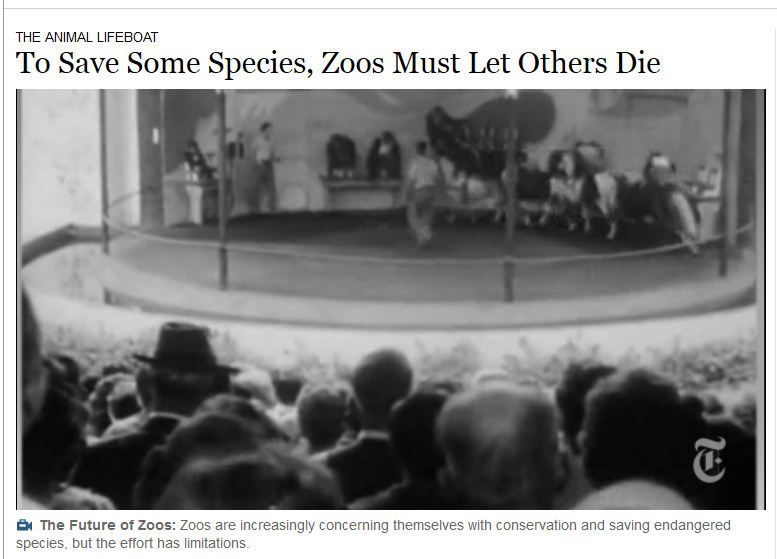 THE ANIMAL LIFEBOAT
To Save Some Species, Zoos Must Let Others Die
T
The Future of Zoos: Zoos are increasingly concerning themselves with conservation and saving endangered
species, but the effort has limitations.